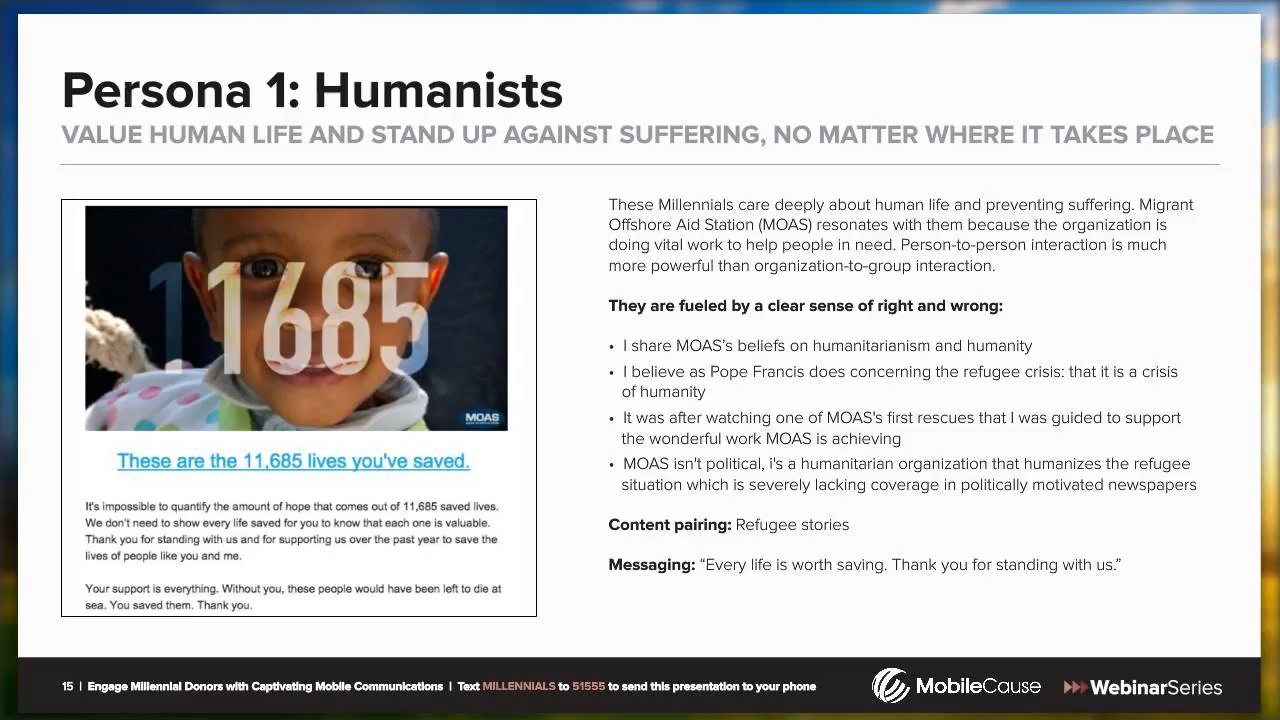 Persona 1: Humanists
VALUE HUMAN LIFE AND STAND UP AGAINST SUFFERING, NO MATTER WHERE IT TAKES PLACE
11685
MOAS
These are the 11,685 lives you've saved.
It's impossible to quantify the amount of hope that comes out of 11,685 saved lives.
We don't need to show every life saved for you to know that each one is valuable.
Thank you for standing with us and for supporting us over the past year to save the
lives of people like you and me.
Your support is everything. Without you, these people would have been left to die at
sea. You saved them. Thank you.
These Millennials care deeply about human life and preventing suffering. Migrant
Offshore Aid Station (MOAS) resonates with them because the organization is
doing vital work to help people in need. Person-to-person interaction is much
more powerful than organization-to-group interaction.
They are fueled by a clear sense of right and wrong:
• I share MOAS's beliefs on humanitarianism and humanity
• I believe as Pope Francis does concerning the refugee crisis: that it is a crisis
of humanity
• It was after watching one of MOAS's first rescues that I was guided to support
the wonderful work MOAS is achieving
• MOAS isn't political, i's a humanitarian organization that humanizes the refugee
situation which is severely lacking coverage in politically motivated newspapers
Content pairing: Refugee stories
Messaging: “Every life is worth saving. Thank you for standing with us.”
15 | Engage Millennial Donors with Captivating Mobile Communications | Text MILLENNIALS to 51555 to send this presentation to your phone
MobileCause
WebinarSeries